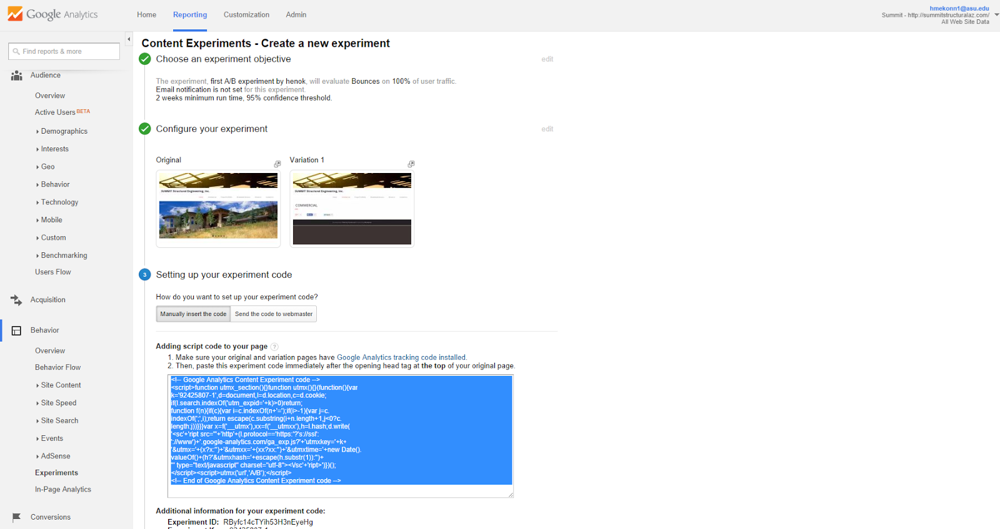 Google Analytics
Home
Reporting
Customization
Admin
hmekonn1@asu.edu
Summit - http://summitstructuralaz.com/
All Web Site Data
Find reports & more
Audience
Overview
Active Users BETA
Demographics
Interests
Geo
Behavior
Technology
Mobile
Custom
Benchmarking
Users Flow
Acquisition
Behavior
Overview
Behavior Flow
Site Content
Site Speed
Site Search
Events
AdSense
Experiments
In-Page Analytics
Conversions
Content Experiments - Create a new experiment
Choose an experiment objective
edit
The experiment, first A/B experiment by henok, will evaluate Bounces on 100% of user traffic.
Email notification is not set for this experiment.
2 weeks minimum run time, 95% confidence threshold.
Configure your experiment
edit
Original
Variation 1
SUMMIT Structural Engineering, Inc.
SUMMIT Structural Engineering, Inc.
COMMERCIAL
3 Setting up your experiment code
How do you want to set up your experiment code?
Manually insert the code
Send the code to webmaster
Adding script code to your page ?
1. Make sure your original and variation pages have Google Analytics tracking code installed.
2. Then, paste this experiment code immediately after the opening head tag at the top of your original page.
<!-- Google Analytics Content Experiment code -->
<script>function utmx_section(){}function utmx(){}(function(){var
k='92425807-1',d=document,l=d.location,c=d.cookie;
if(l.search.indexOf('utm_expid='+k)>0)return;
function f(n){if(c){var i=c.indexOf(n+'=');if(i>-1){var j=c.
indexOf(';',i);return escape(c.substring(i+n.length+1,j<0?c.
length:j))}}}var x=f('__utmx'),xx=f('__utmxx'),h=l.hash;d.write(
'<sc'+'ript src="'+'http'+(l.protocol=='https:'?'s://ssl':
'://www')+'.google-analytics.com/ga_exp.js?'+'utmxkey='+k+
'&utmx='+(x?x:'')+'&utmxx='+(xx?xx:'')+'&utmxtime='+new Date().
valueOf()+(h?'&utmxhash='+escape(h.substr(1)):'')+
'" type="text/javascript" charset="utf-8"><\/sc'+'ript>')})();
</script><script>utmx('url','A/B');</script>
<!-- End of Google Analytics Content Experiment code -->
Additional information for your experiment code:
Experiment ID: RByfc14cTYih53H3nEyeHg